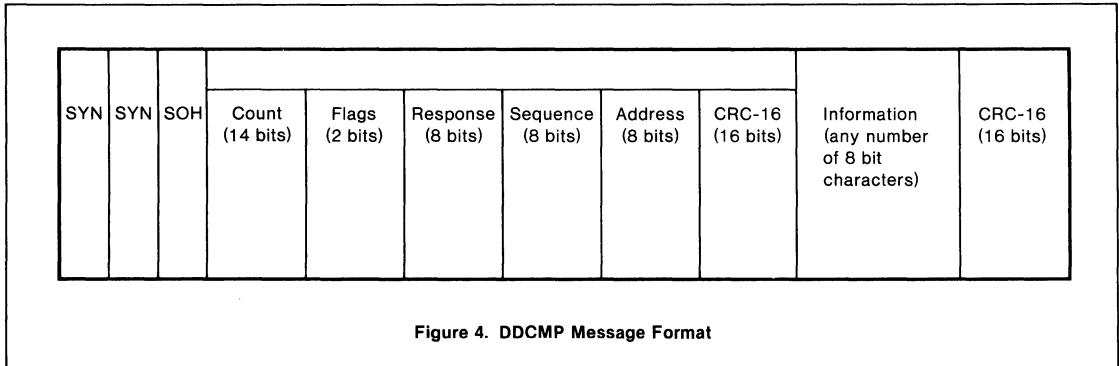 SYN
SYN
SOH
Count
(14 bits)
Flags
(2 bits)
Response
(8 bits)
Sequence
(8 bits)
Address
(8 bits)
CRC-16
(16 bits)
Information
(any number
of 8 bit
characters)
CRC-16
(16 bits)
Figure 4. DDCMP Message Format